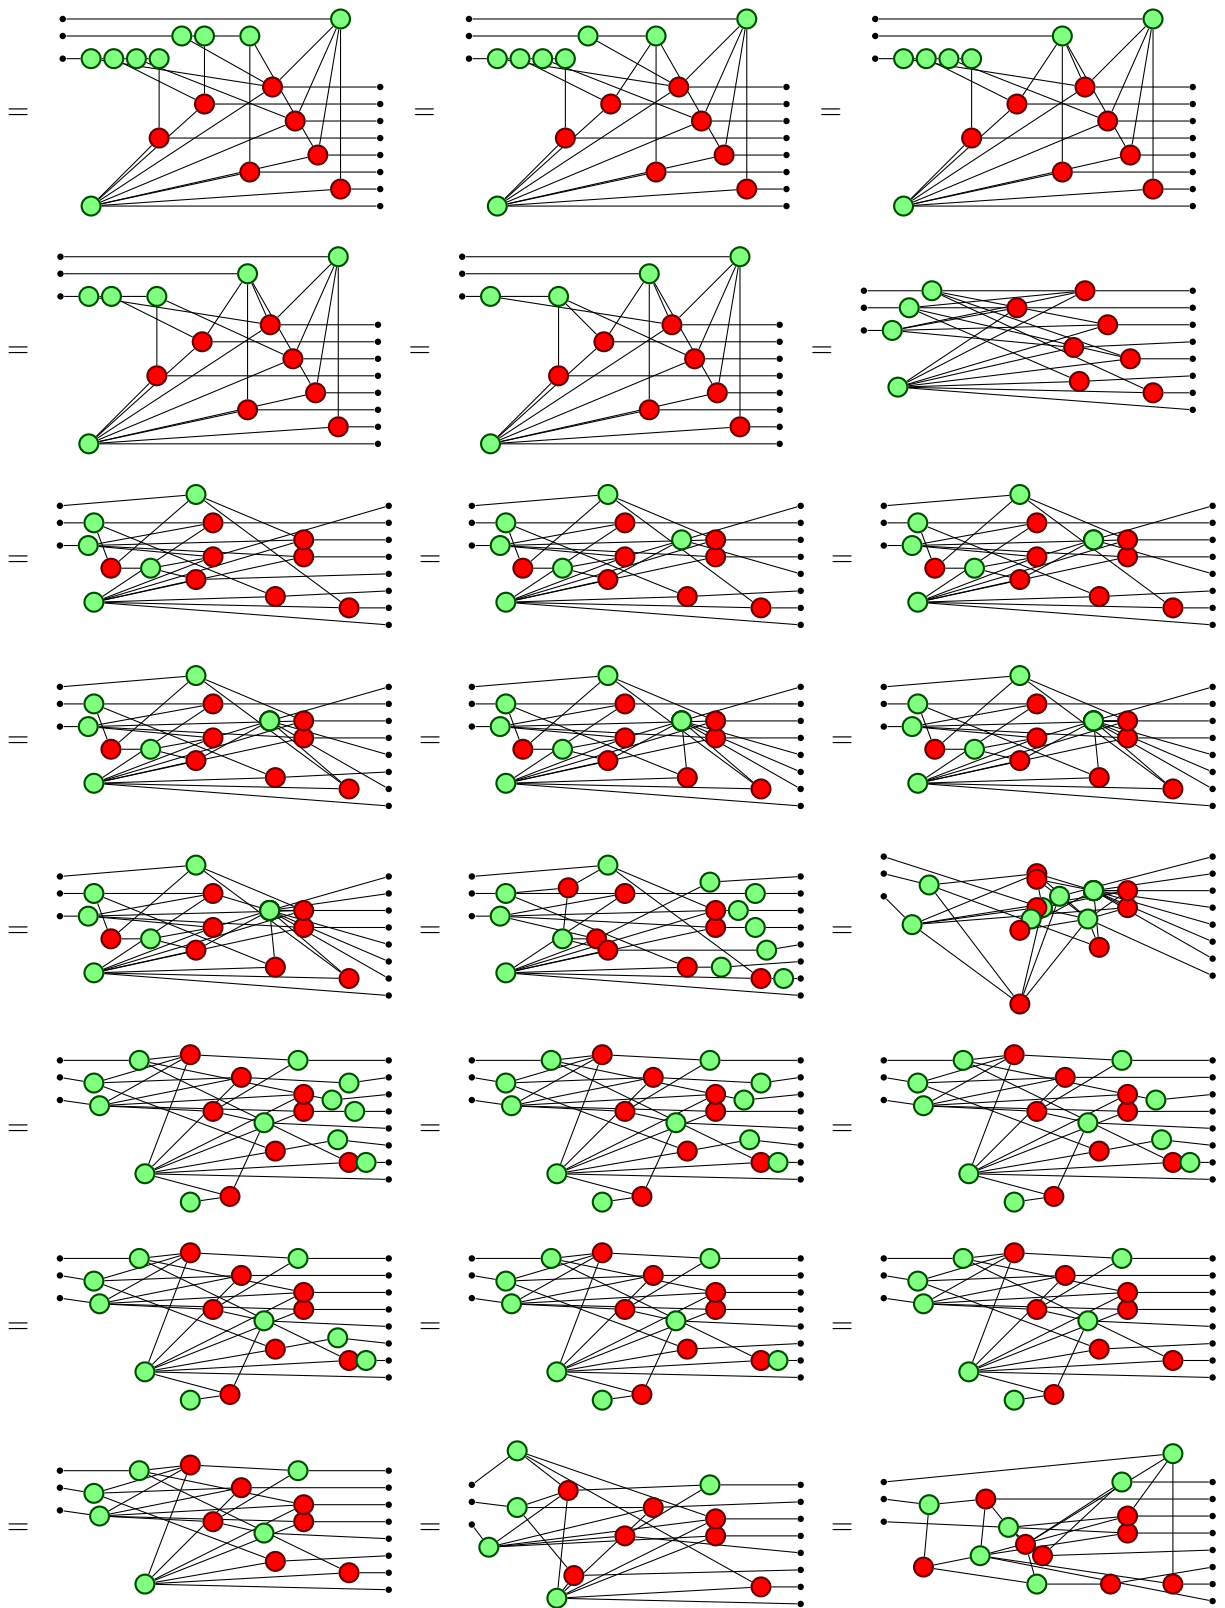 = = =
= = =
= = =
= = =
= = =
= = =
= = =
= = =